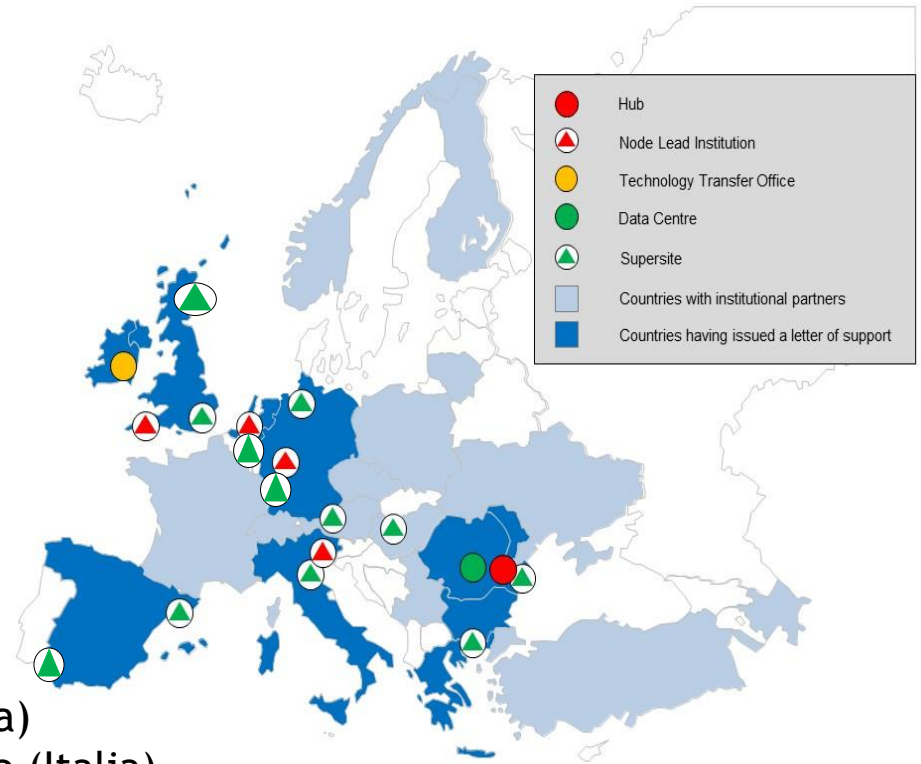 Hub
Node Lead Institution
Technology Transfer Office
Data Centre
Supersite
Countries with institutional partners
Countries having issued a letter of support
a)
(Italia)